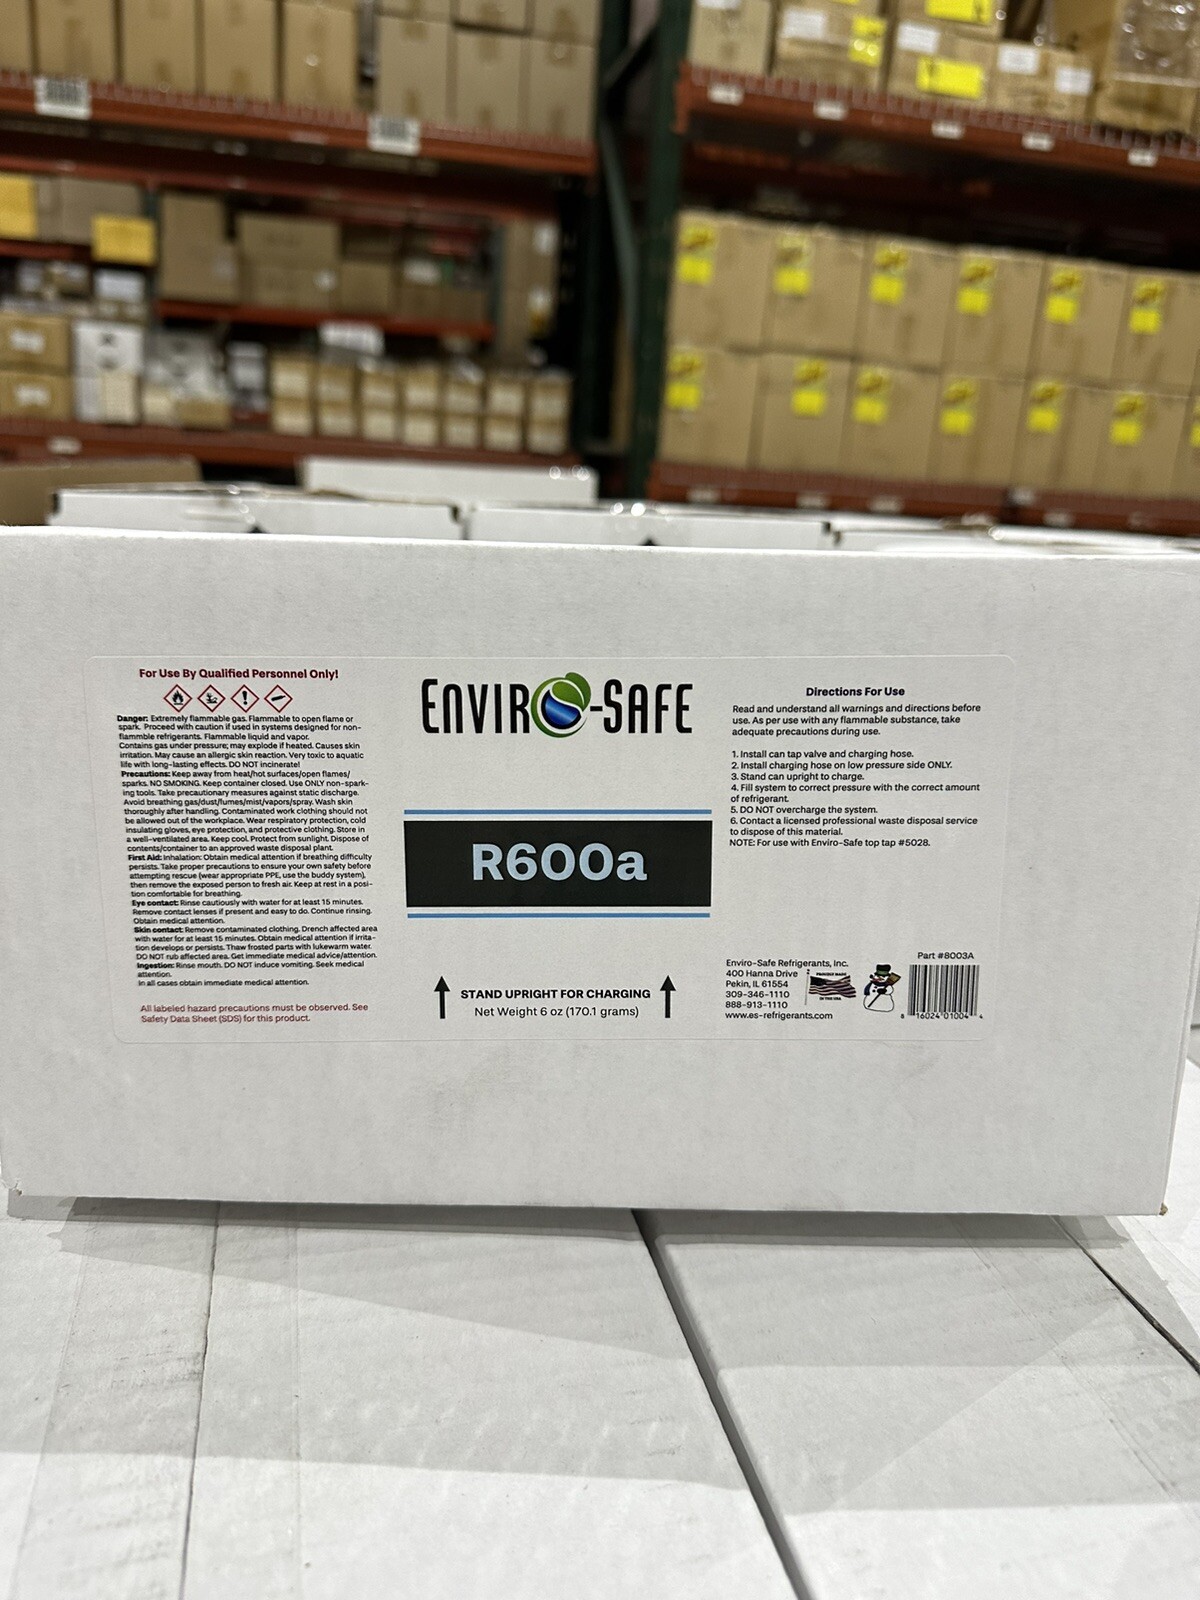 For Use By Qualified Personnel Only!
Danger: Extremely flammable gas. Flammable to open flame or
spark. Proceed with caution if used in systems designed for non-
flammble refrigerants. Flammable liquid and vapor.
Contains gas under pressure; may explode if heated. Causes skin
irritation. May cause an allergic skin reaction. Very toxic to aquatic
life with long-lasting effects. DO NOT incinerate!
Precautions: Keep away from heat/hot surfaces/open flames/
sparks. NO SMOKING. Keep container closed. Use ONLY non-spark-
ing tools. Take precautionary measures against static discharge.
Avoid breathing gas/dust/fumes/mist/vapors/spray. Wash skin
thoroughly after handling. Contaminated work clothing should not
be allowed out of the workplace. Wear respiratory protection, cold
insulating gloves, eye protection, and protective clothing. Store in
a well-ventilated area. Keep cool. Protect from sunlight. Dispose of
contents/container to an approved waste disposal plant.
First Aid: Inhalation: Obtain medical attention if breathing difficulty
persists. Take proper precautions to ensure your own safety before
attempting rescue (wear appropriate PPE, use the buddy system),
then remove the exposed person to fresh air. Keep at rest in a posi-
tion comfortable for breathing.
Eye contact: Rinse cautiously with water for at least 15 minutes.
Remove contact lenses if present and easy to do. Continue rinsing.
Obtain medical attention.
Skin contact: Remove contaminated clothing. Drench affected area
with water for at least 15 minutes. Obtain medical attention if irrita-
tion develops or persists. Thaw frosted parts with lukewarm water.
DO NOT rub affected area. Get immediate medical advice/attention.
Ingestion: Rinse mouth. DO NOT induce vomiting. Seek medical
attention.
In all cases obtain immediate medical attention.
All labeled hazard precautions must be observed. See
Safety Data Sheet (SDS) for this product.
ENVIRO-SAFE
R600a
STAND UPRIGHT FOR CHARGING
Net Weight 6 oz (170.1 grams)
Directions For Use
Read and understand all warnings and directions before
use. As per use with any flammable substance, take
adequate precautions during use.
1. Install can tap valve and charging hose.
2. Install charging hose on low pressure side ONLY.
3. Stand can upright to charge.
4. Fill system to correct pressure with the correct amount
of refrigerant.
5. DO NOT overcharge the system.
6. Contact a licensed professional waste disposal service
to dispose of this material.
NOTE: For use with Enviro-Safe top tap #5028.
Enviro-Safe Refrigerants, Inc.
400 Hanna Drive
Pekin, IL 61554
309-346-1110
888-913-1110
www.es-refrigerants.com
PROUDLY MADE
IN THE USA
Part #8003A
8 16024 01004 4